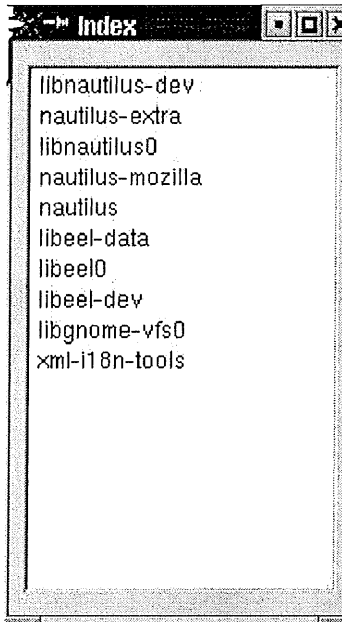 Index
libnautilus-dev
nautilus-extra
libnautilus0
nautilus-mozilla
nautilus
libeel-data
libeel0
libeel-dev
libgnome-vfs0
xml-i18n-tools